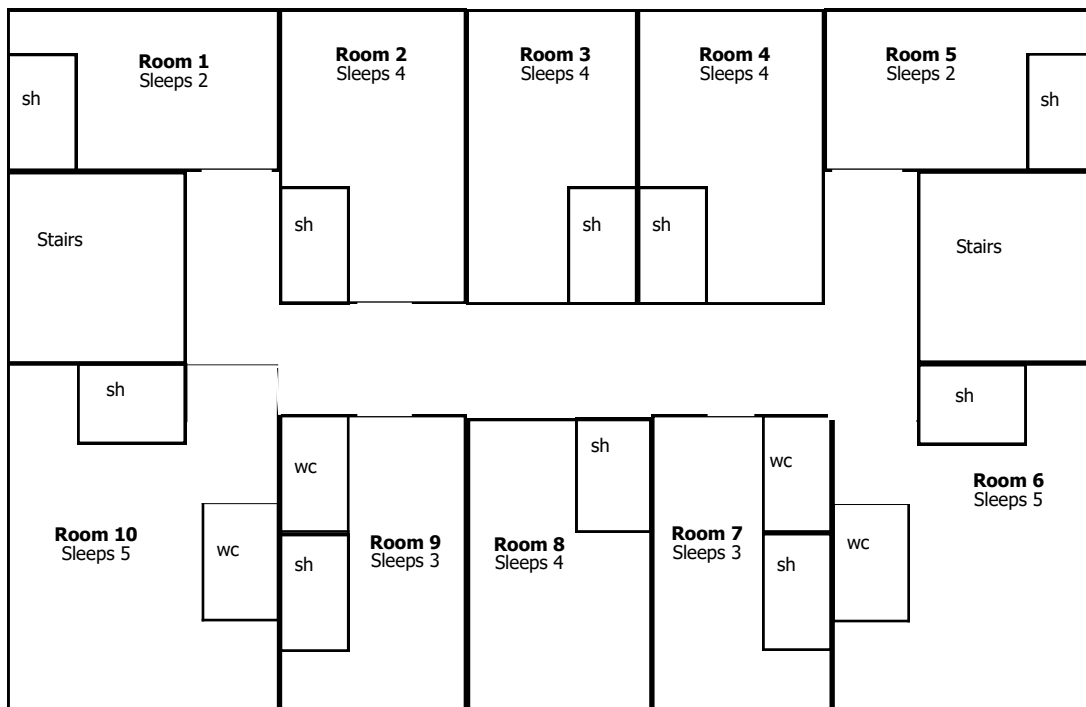 Room 1
Sleeps 2
Room 2
Sleeps 4
Room 3
Sleeps 4
Room 4
Sleeps 4
Room 5
Sleeps 2
sh
sh
sh
sh
sh
Stairs
Stairs
sh
sh
wc
sh
wc
Room 6
Sleeps 5
Room 10
Sleeps 5
wc
sh
Room 9
Sleeps 3
Room 8
Sleeps 4
Room 7
Sleeps 3
sh
wc